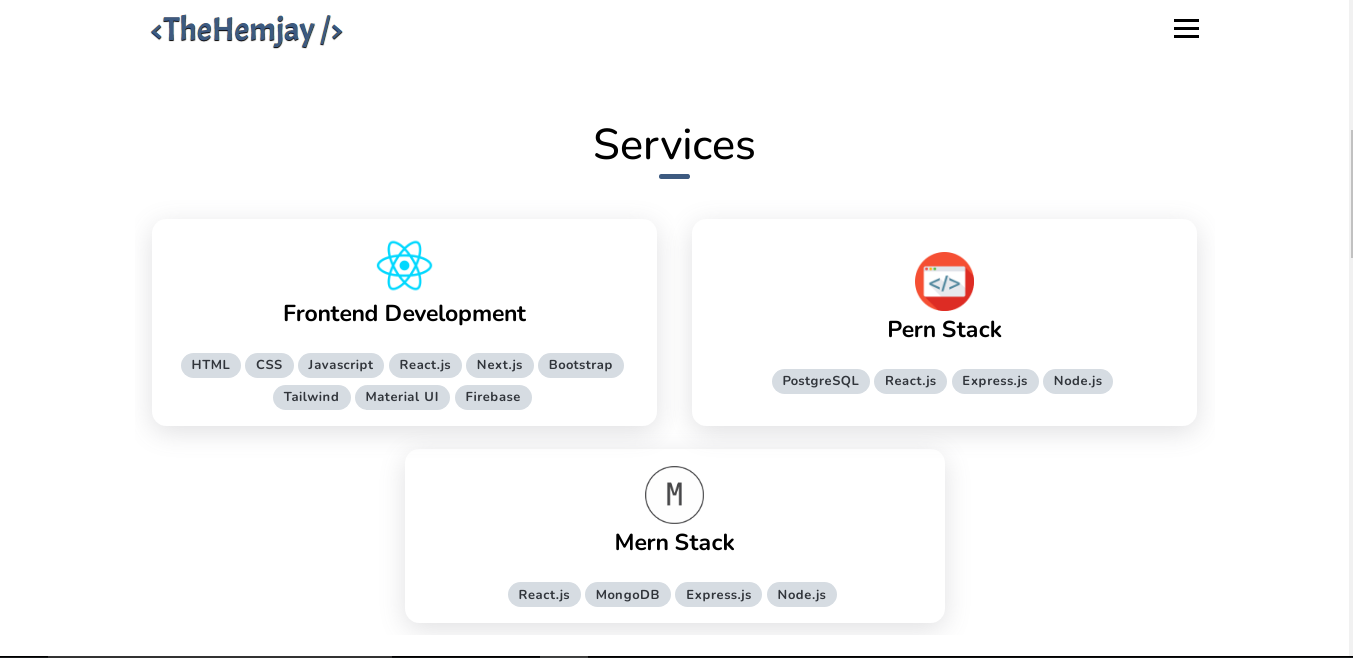 <TheHemjay />
Services
Frontend Development
HTML CSS Javascript React.js Next.js Bootstrap
Tailwind Material UI Firebase
</>
Pern Stack
PostgreSQL React.js Express.js Node.js
M
Mern Stack
React.js MongoDB Express.js Node.js